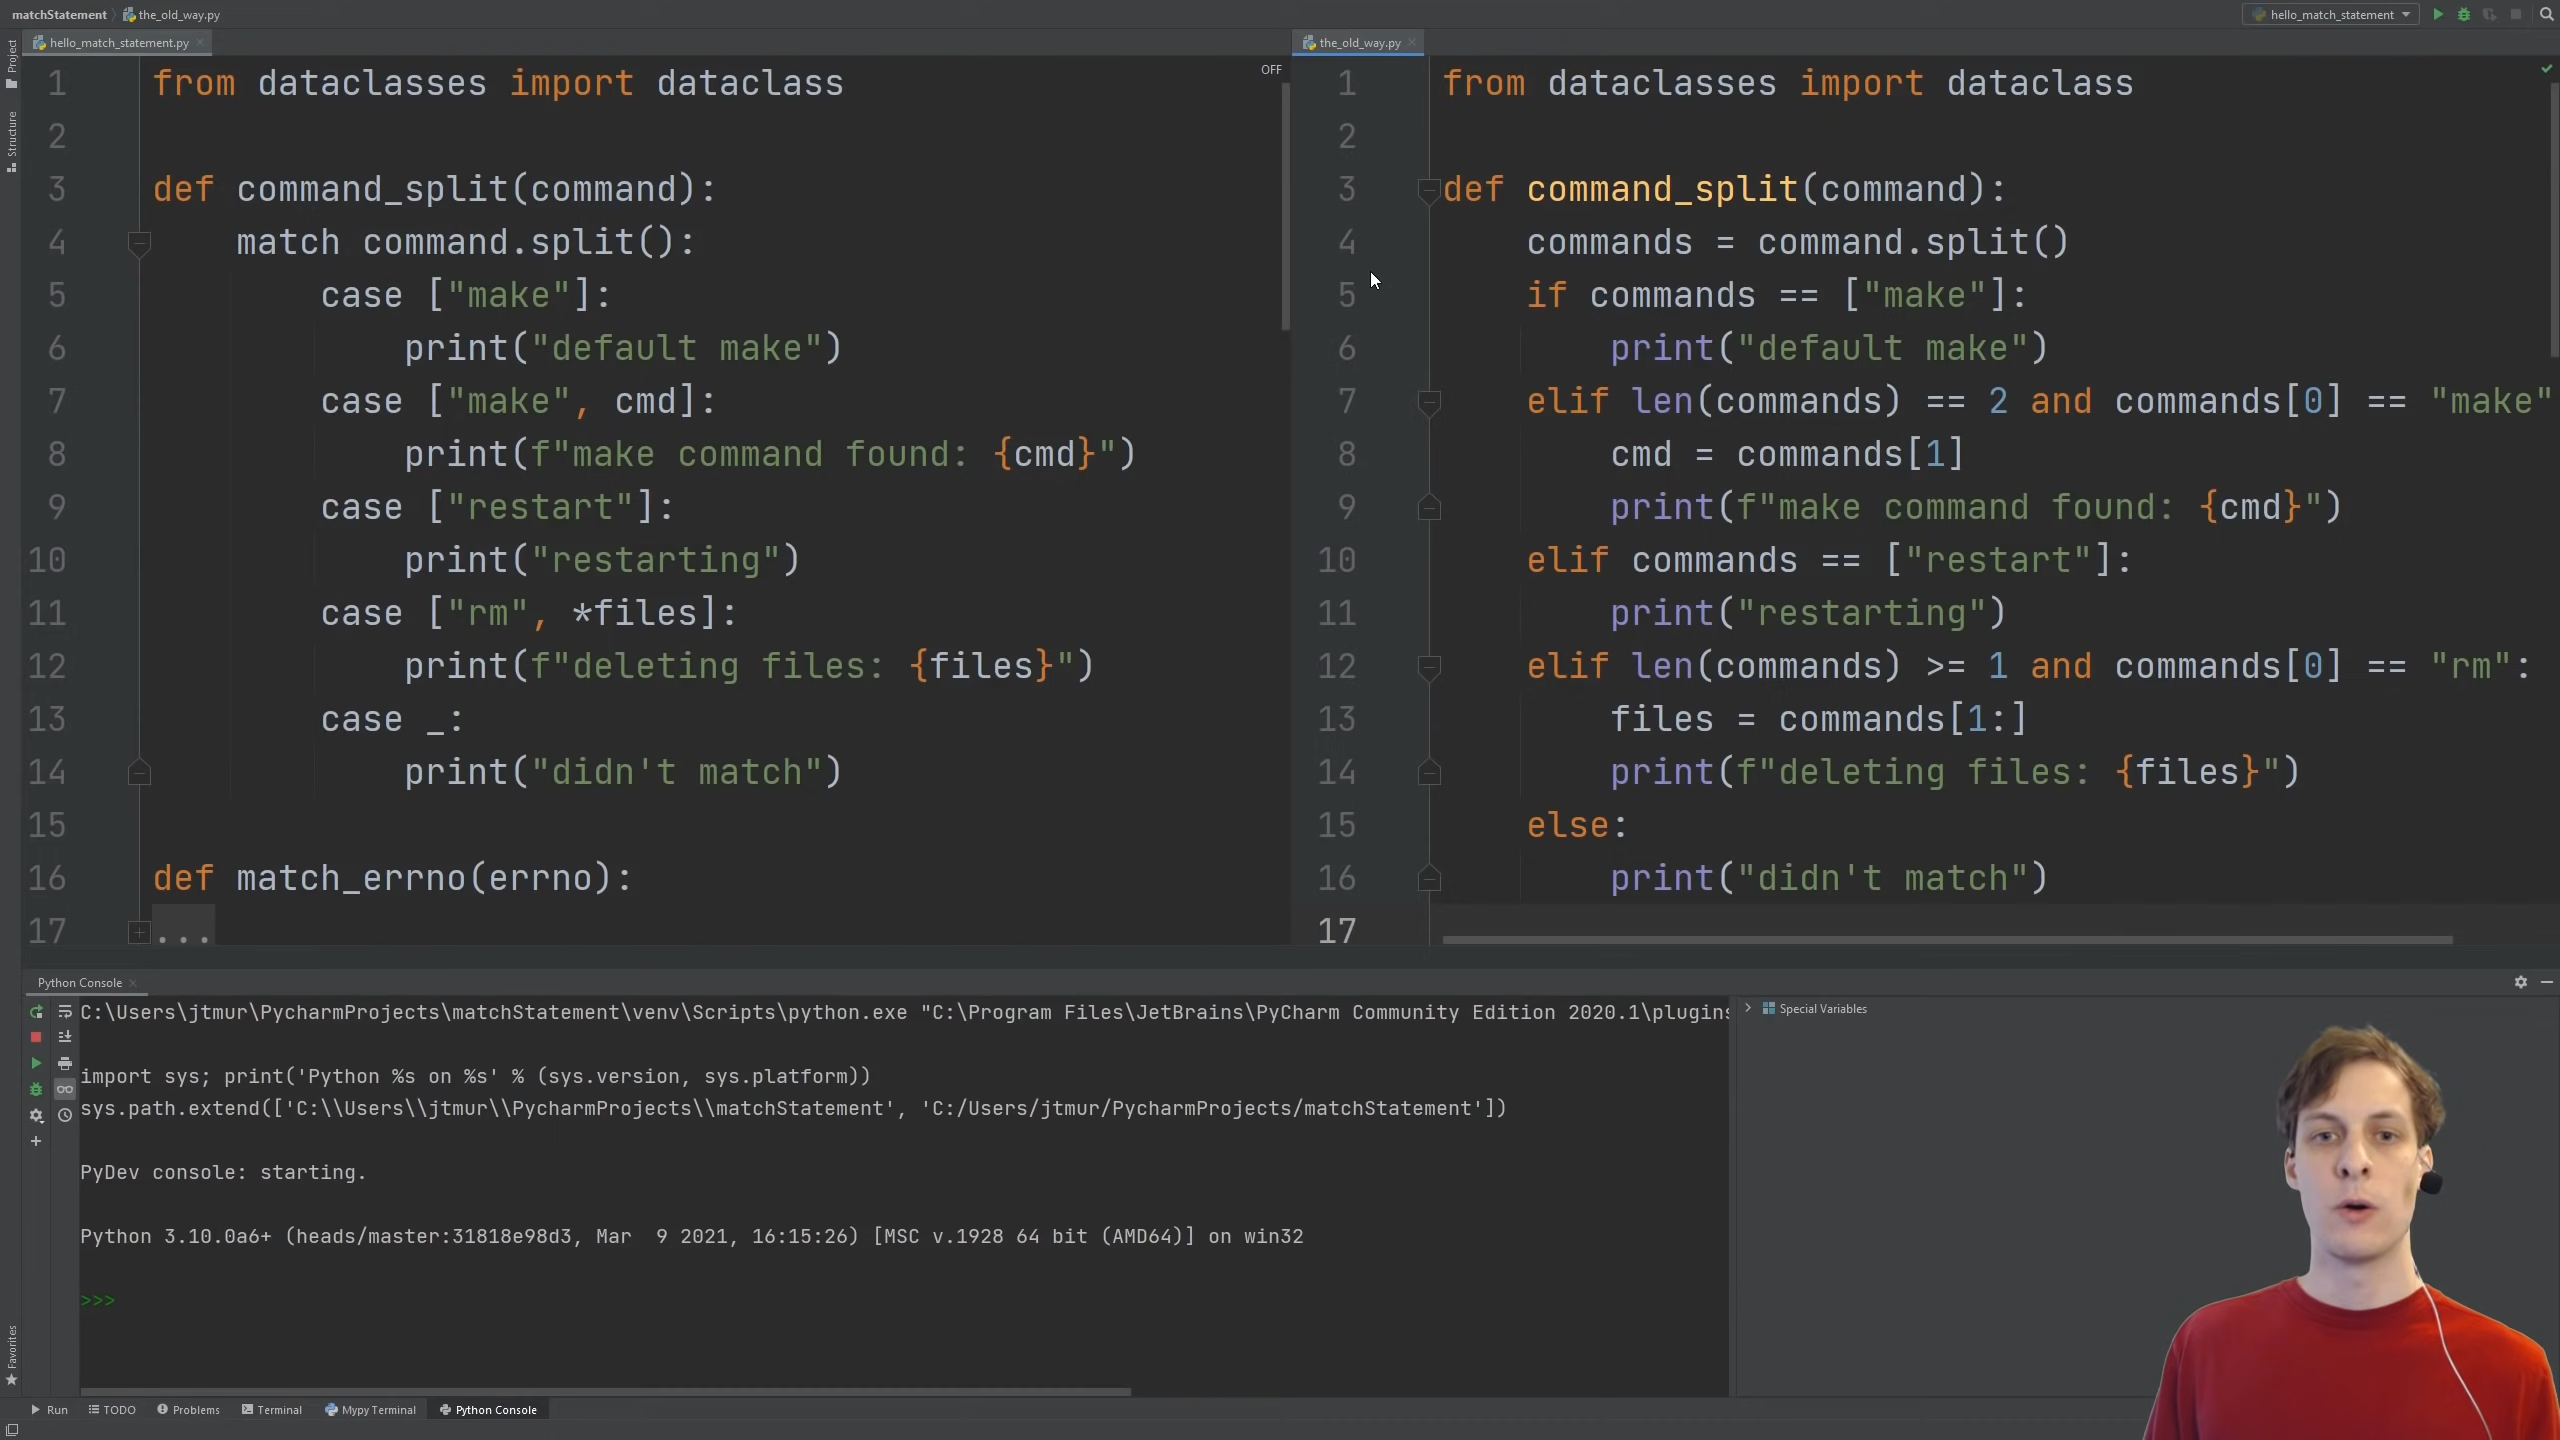 matchStatement the_old_way.py
hello_match_statement
hello_match_statement.py
OFF
1 from dataclasses import dataclass
2
3 def command_split(command):
4     match command.split():
5         case ["make"]:
6             print("default make")
7         case ["make", cmd]:
8             print(f"make command found: {cmd}")
9         case ["restart"]:
10             print("restarting")
11         case ["rm", *files]:
12             print(f"deleting files: {files}")
13         case _:
14             print("didn't match")
15
16 def match_errno(errno):
17 ...
the_old_way.py
1 from dataclasses import dataclass
2
3 def command_split(command):
4     commands = command.split()
5     if commands == ["make"]:
6         print("default make")
7     elif len(commands) == 2 and commands[0] == "make"
8         cmd = commands[1]
9         print(f"make command found: {cmd}")
10     elif commands == ["restart"]:
11         print("restarting")
12     elif len(commands) >= 1 and commands[0] == "rm":
13         files = commands[1:]
14         print(f"deleting files: {files}")
15     else:
16         print("didn't match")
17
Project
Structure
Favorites
Python Console
C:\Users\jtmur\PycharmProjects\matchStatement\venv\Scripts\python.exe "C:\Program Files\JetBrains\PyCharm Community Edition 2020.1\plugins
import sys; print('Python %s on %s' % (sys.version, sys.platform))
sys.path.extend(['C:\\Users\\jtmur\\PycharmProjects\\matchStatement', 'C:/Users/jtmur/PycharmProjects/matchStatement'])
PyDev console: starting.
Python 3.10.0a6+ (heads/master:31818e98d3, Mar  9 2021, 16:15:26) [MSC v.1928 64 bit (AMD64)] on win32
>>>
Special Variables
Run TODO Problems Terminal Mypy Terminal Python Console